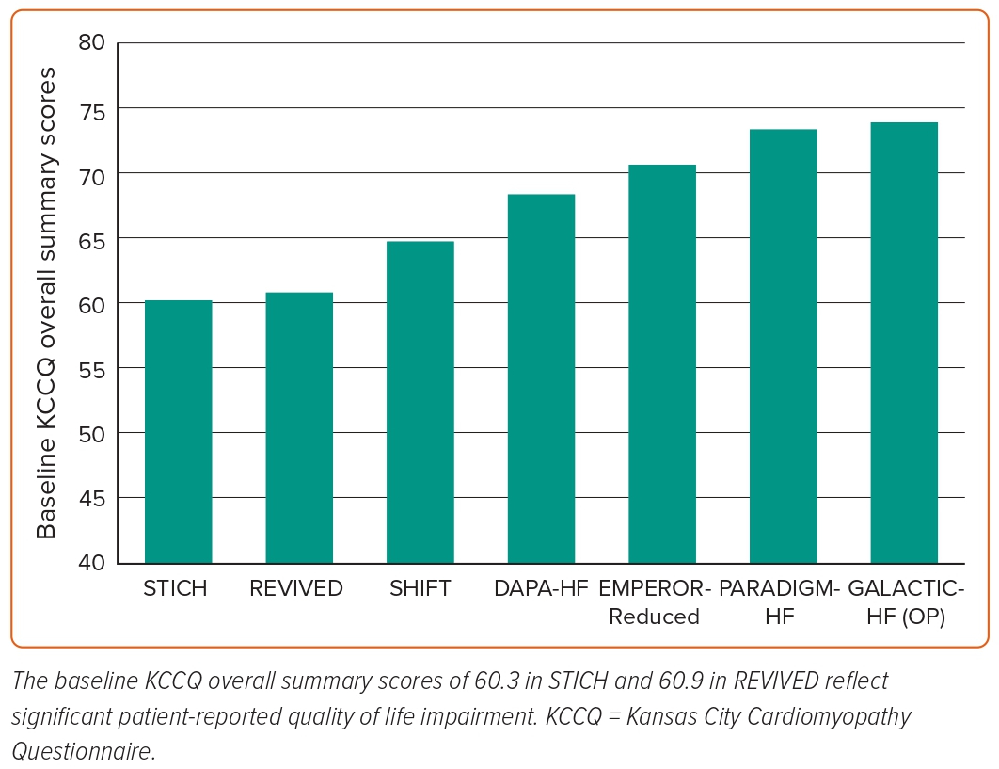 Baseline KCCQ overall summary scores
80
75
70
65
60
55
50
45
40
STICH
REVIVED
SHIFT
DAPA-HF
EMPEROR-
Reduced
PARADIGM-
HF
GALACTIC-
HF (OP)
The baseline KCCQ overall summary scores of 60.3 in STICH and 60.9 in REVIVED reflect
significant patient-reported quality of life impairment. KCCQ = Kansas City Cardiomyopathy
Questionnaire.